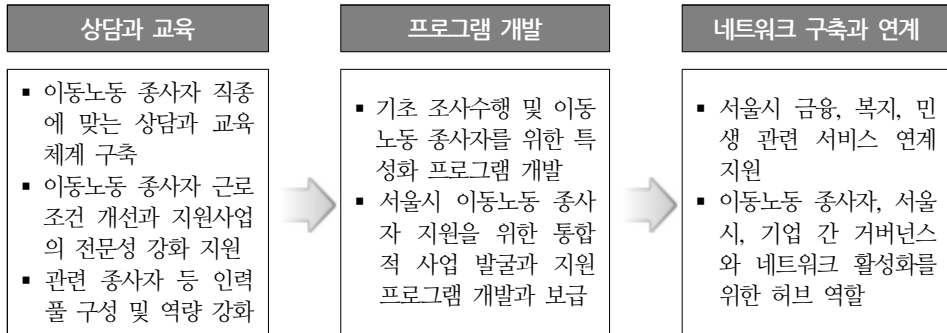 상담과 교육
▪ 이동노동 종사자 직종
에 맞는 상담과 교육
체계 구축
▪ 이동노동 종사자 근로
조건 개선과 지원사업
의 전문성 강화 지원
▪ 관련 종사자 등 인력
풀 구성 및 역량 강화
프로그램 개발
▪ 기초 조사수행 및 이동
노동 종사자를 위한 특
성화 프로그램 개발
▪ 서울시 이동노동 종사
자 지원을 위한 통합
적 사업 발굴과 지원
프로그램 개발과 보급
네트워크 구축과 연계
▪ 서울시 금융, 복지, 민
생 관련 서비스 연계
지원
▪ 이동노동 종사자, 서울
시, 기업 간 거버넌스
와 네트워크 활성화를
위한 허브 역할